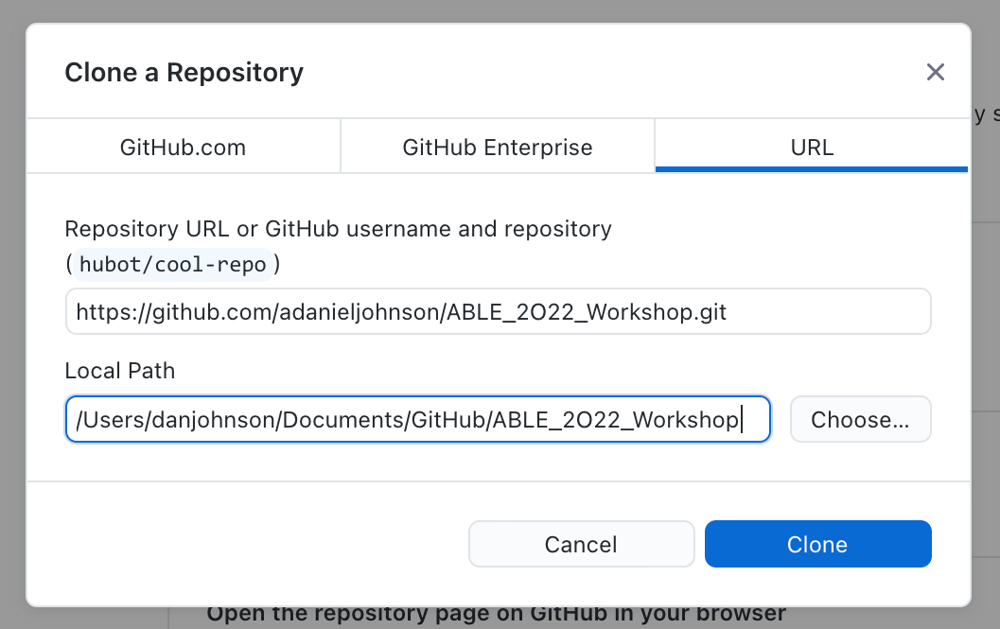 Clone a Repository
y s
GitHub.com
GitHub Enterprise
URL
Repository URL or GitHub username and repository
(hubot/cool-repo)
https://github.com/adanieljohnson/ABLE_2022_Workshop.git
Local Path
/Users/danjohnson/Documents/GitHub/ABLE_2022_Workshop
Choose...
Cancel
Clone
Open the repository page on GitHub in your browser